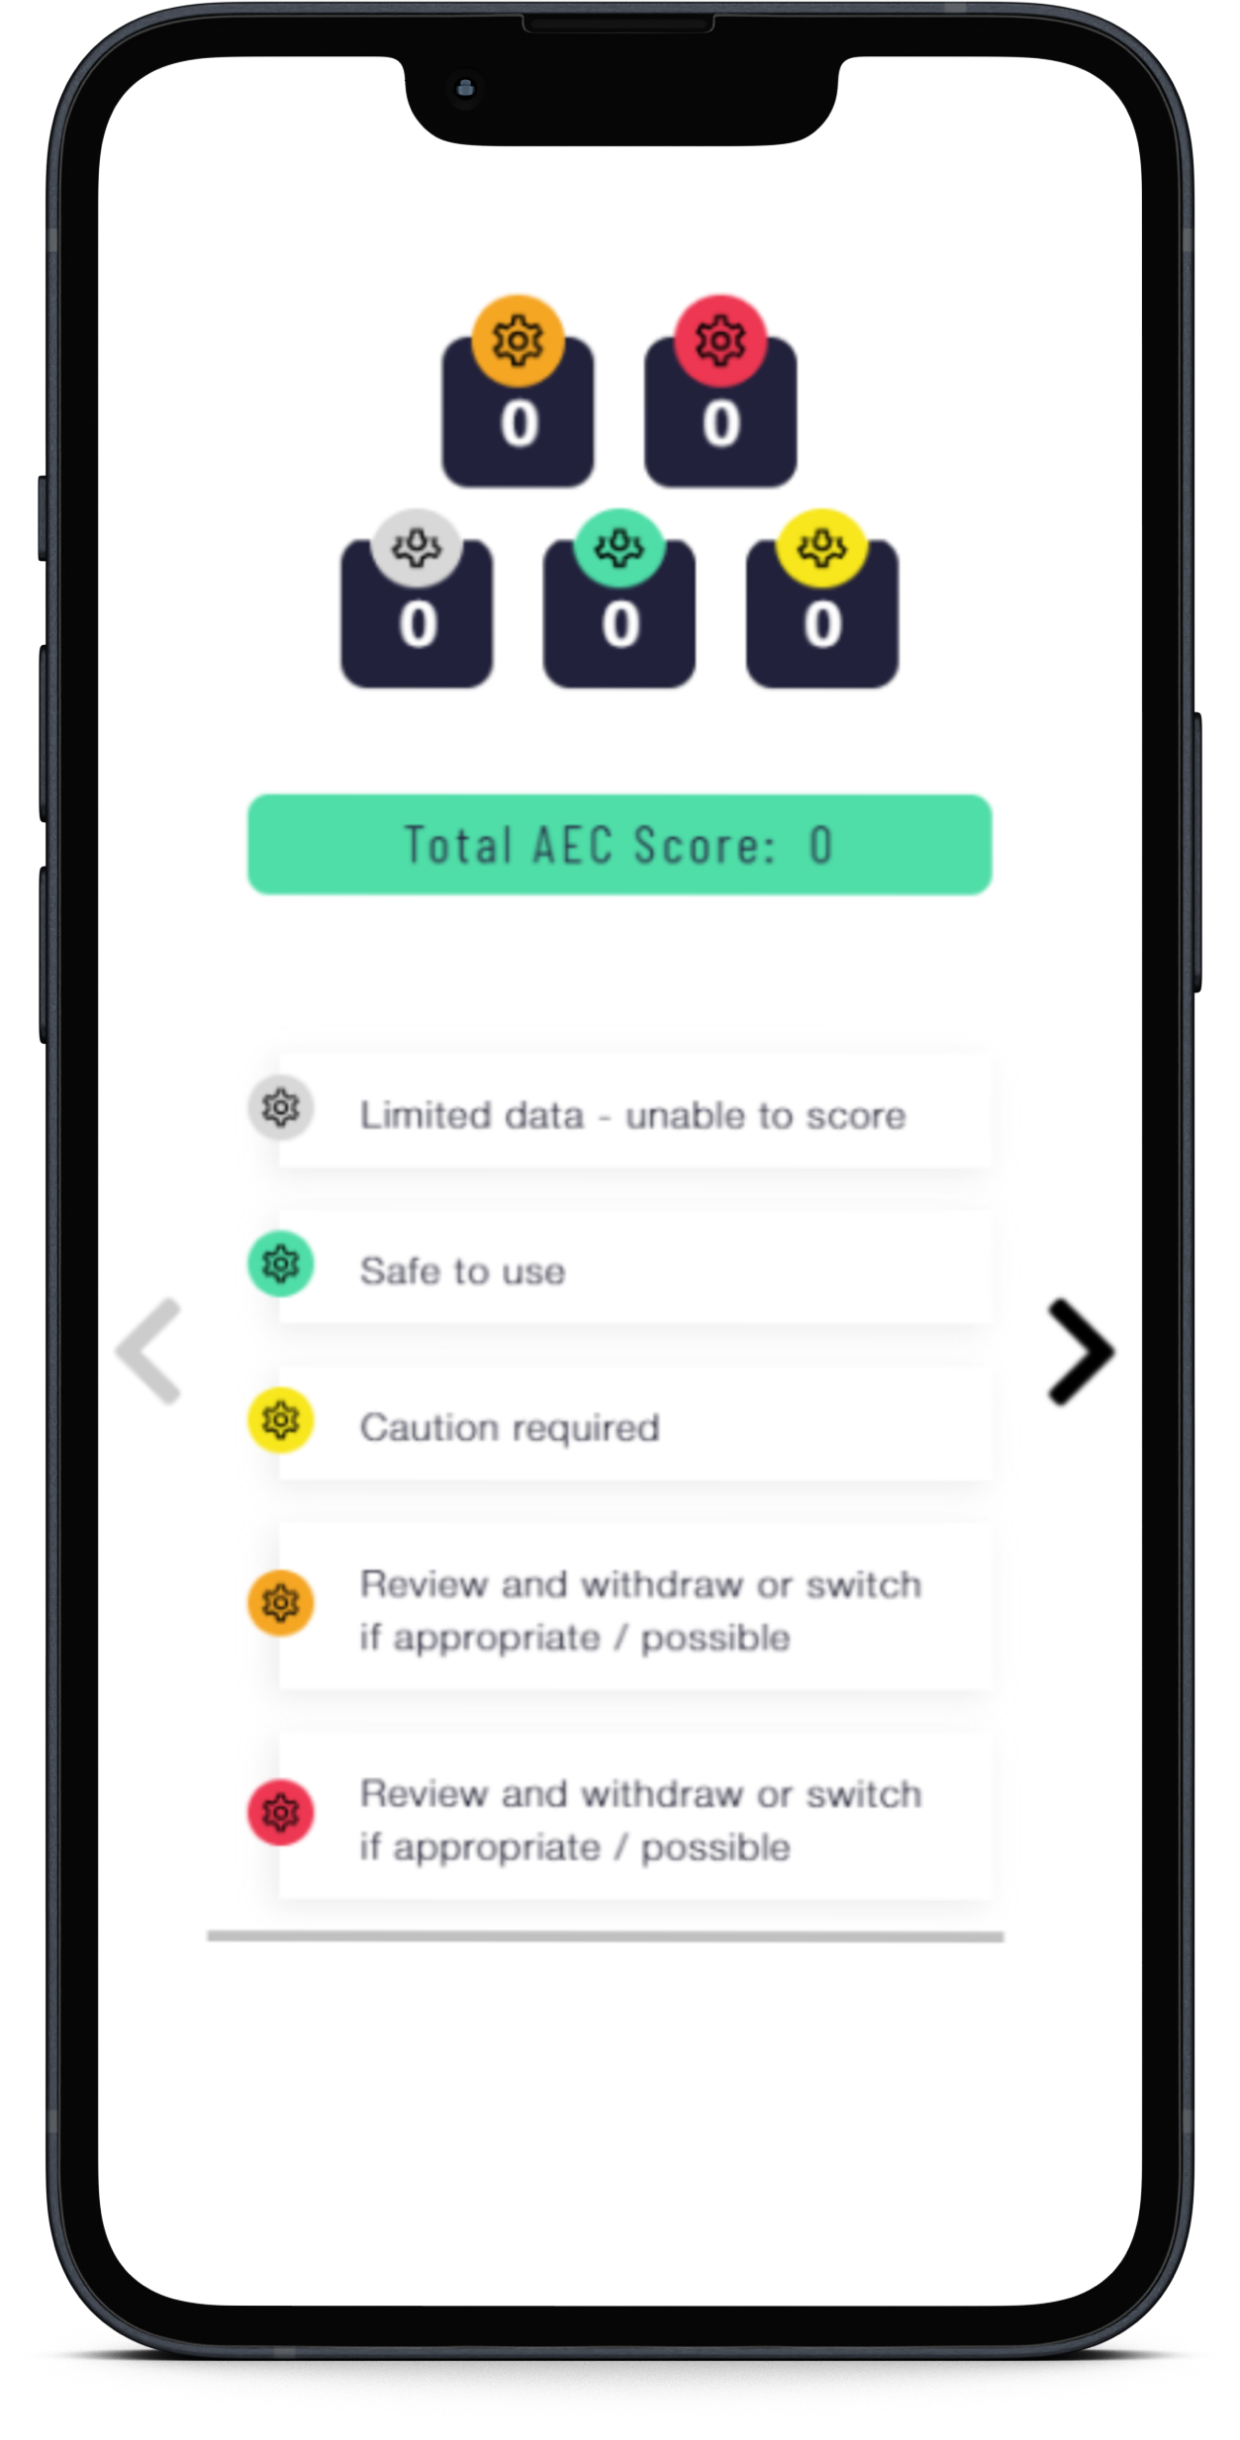 0 0
0 0 0
Total AEC Score: 0
Limited data - unable to score
Safe to use
Caution required
Review and withdraw or switch
if appropriate / possible
Review and withdraw or switch
if appropriate / possible